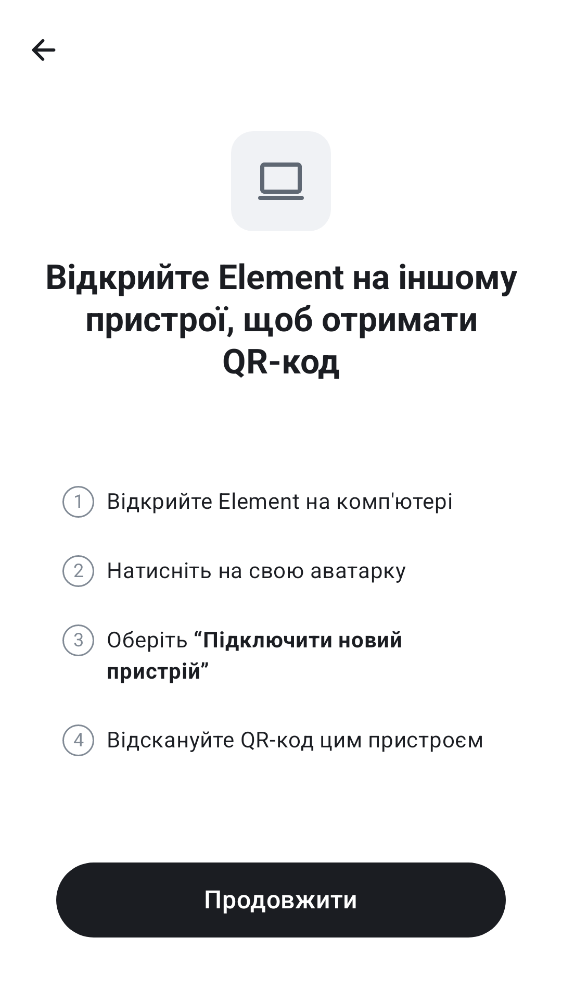 Відкрийте Element на іншому
пристрої, щоб отримати
QR-код
1 Відкрийте Element на комп'ютері
2 Натисніть на свою аватарку
3 Оберіть “Підключити новий
пристрій”
4 Відскануйте QR-код цим пристроєм
Продовжити